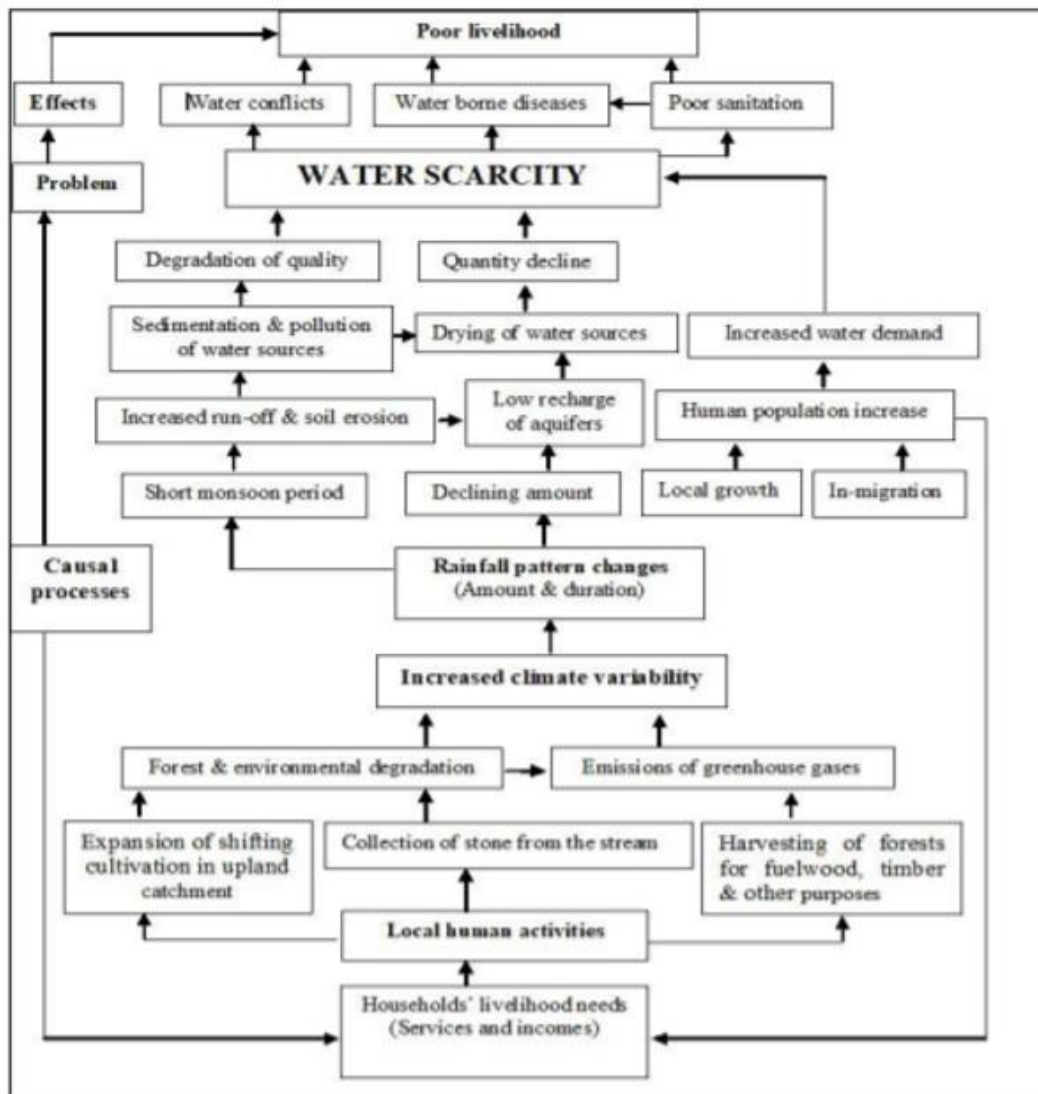 Poor livelihood
Effects
Water conflicts
Water borne diseases
Poor sanitation
Problem
WATER SCARCITY
Degradation of quality
Quantity decline
Sedimentation & pollution
of water sources
Drying of water sources
Increased water demand
Increased run-off & soil erosion
Low recharge
of aquifers
Human population increase
Short monsoon period
Declining amount
Local growth
In-migration
Causal
processes
Rainfall pattern changes
(Amount & duration)
Increased climate variability
Forest & environmental degradation
Emissions of greenhouse gases
Expansion of shifting
cultivation in upland
catchment
Collection of stone from the stream
Harvesting of forests
for fuelwood, timber
& other purposes
Local human activities
Households' livelihood needs
(Services and incomes)